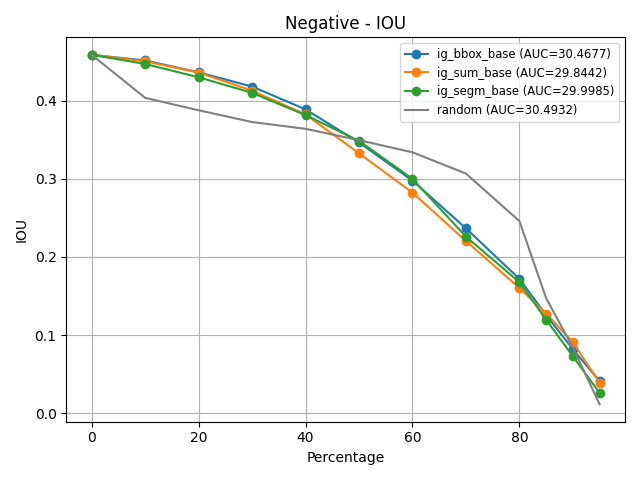 Negative - IOU
ig_bbox_base (AUC=30.4677)
ig_sum_base (AUC=29.8442)
ig_segm_base (AUC=29.9985)
random (AUC=30.4932)
IOU
0.4
0.3
0.2
0.1
0.0
0 20 40 60 80
Percentage